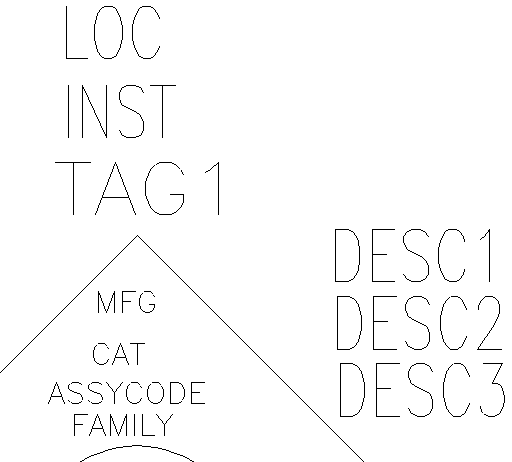 LOC
INST
TAG1
MFG
CAT
ASSYCODE
FAMILY
DESC1
DESC2
DESC3